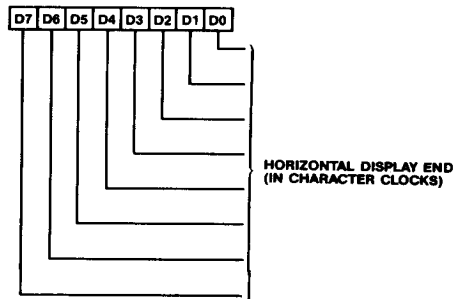 D7 D6 D5 D4 D3 D2 D1 D0
HORIZONTAL DISPLAY END
(IN CHARACTER CLOCKS)